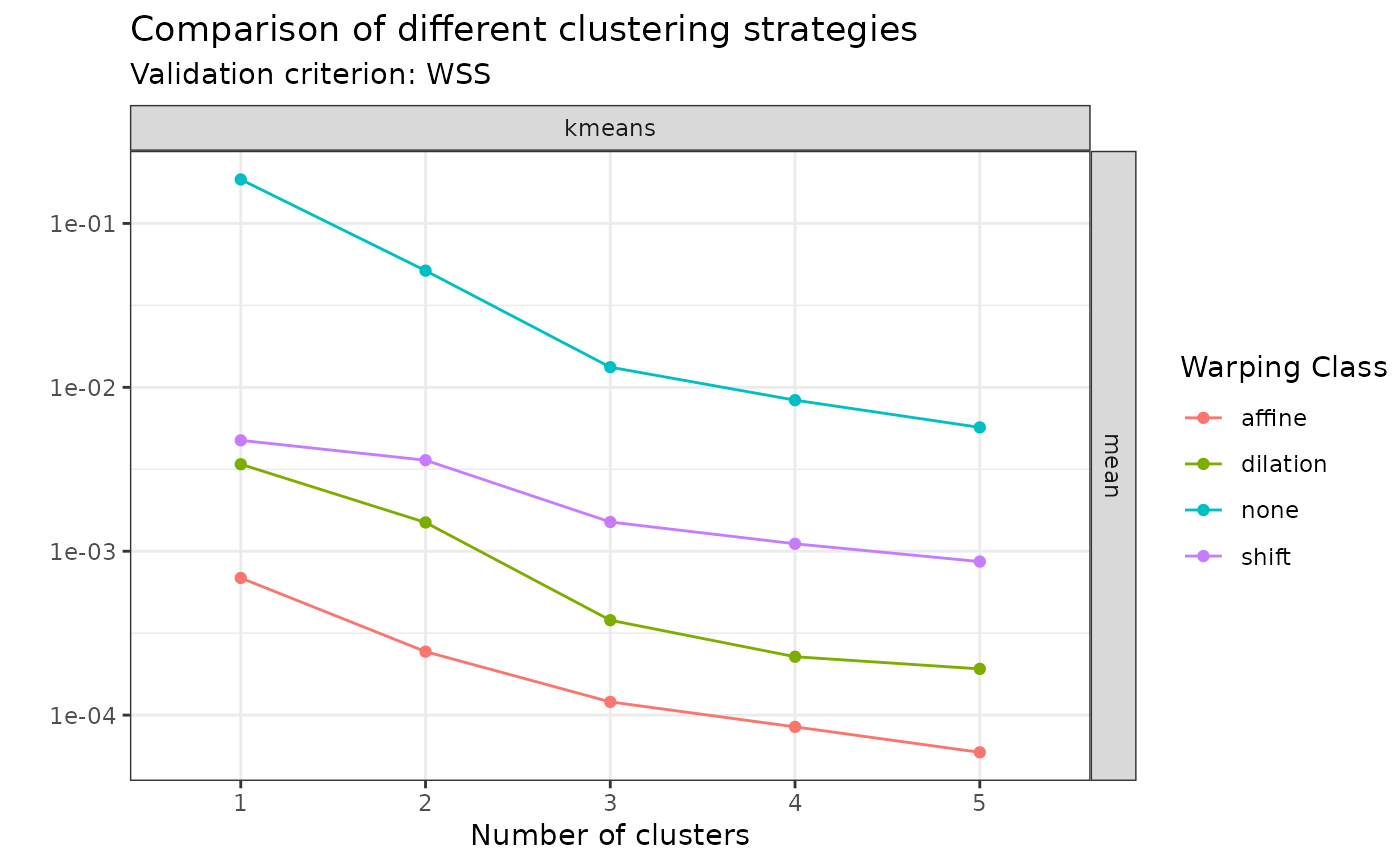 Comparison of different clustering strategies
Validation criterion: WSS
kmeans
mean
1e-01
1e-02
1e-03
1e-04
1 2 3 4 5
Number of clusters
Warping Class
affine
dilation
none
shift